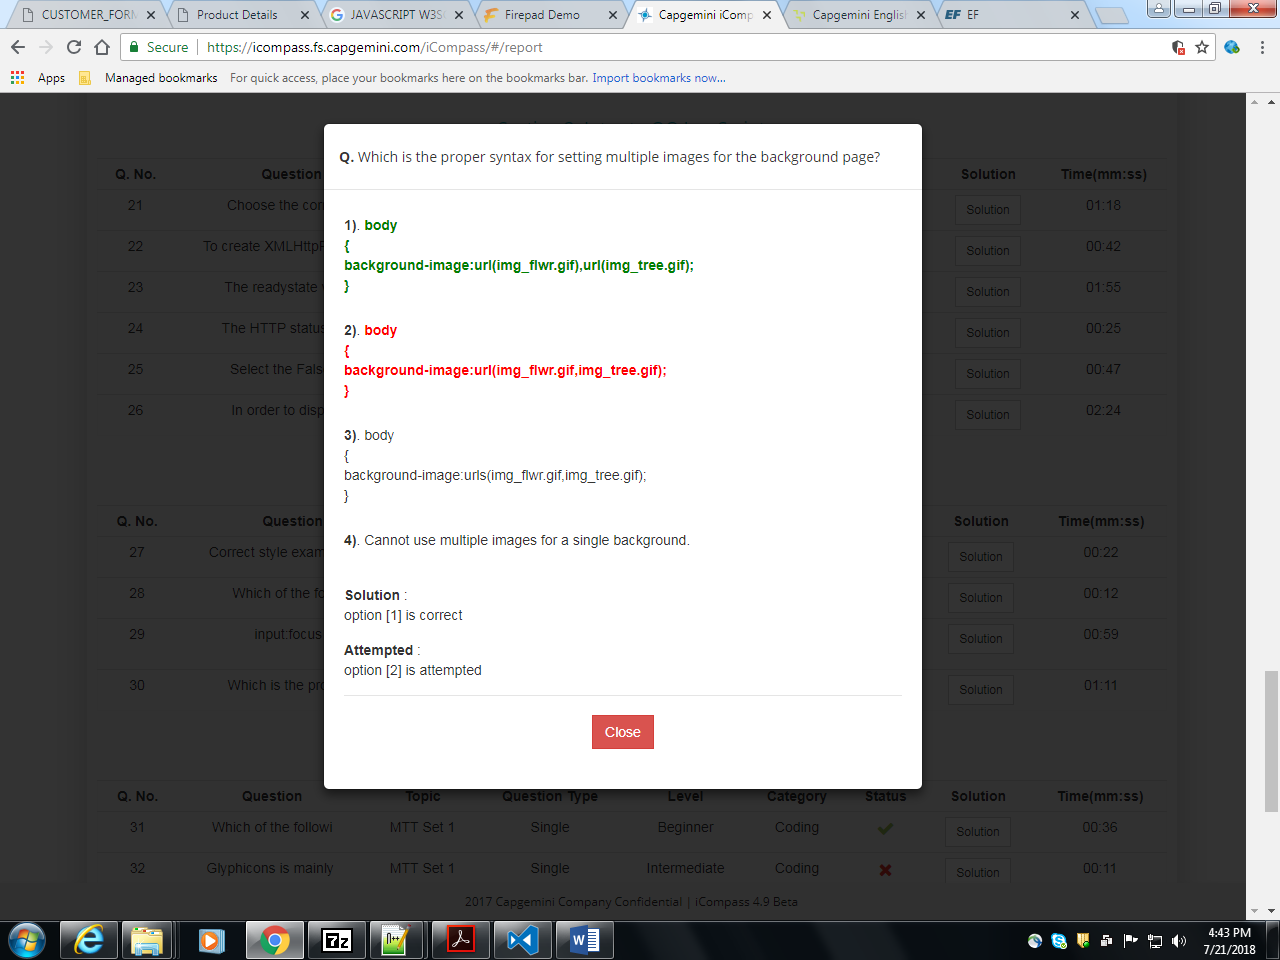 CUSTOMER_FORM
Product Details
JAVASCRIPT W3S
Firepad Demo
Capgemini iComp
Capgemini English
EF EF
Secure https://icompass.fs.capgemini.com/iCompass/#/report
Apps Managed bookmarks For quick access, place your bookmarks here on the bookmarks bar. Import bookmarks now...
Q. Which is the proper syntax for setting multiple images for the background page?
1). body
{
background-image:url(img_flwr.gif),url(img_tree.gif);
}
2). body
{
background-image:url(img_flwr.gif,img_tree.gif);
}
3). body
{
background-image:urls(img_flwr.gif,img_tree.gif);
}
4). Cannot use multiple images for a single background.
Solution :
option [1] is correct
Attempted :
option [2] is attempted
Close
Q. No. Question Solution Time(mm:ss)
21 Choose the cor Solution 01:18
22 To create XMLHttpR Solution 00:42
23 The readystate Solution 01:55
24 The HTTP status Solution 00:25
25 Select the Fals Solution 00:47
26 In order to disp Solution 02:24
Q. No. Question Solution Time(mm:ss)
27 Correct style exam Solution 00:22
28 Which of the fo Solution 00:12
29 input:focus Solution 00:59
30 Which is the pro Solution 01:11
Q. No. Question Topic Question Type Level Category Status Solution Time(mm:ss)
31 Which of the followi MTT Set 1 Single Beginner Coding Solution 00:36
32 Glyphicons is mainly MTT Set 1 Single Intermediate Coding Solution 00:11
2017 Capgemini Company Confidential | iCompass 4.9 Beta
4:43 PM
7/21/2018